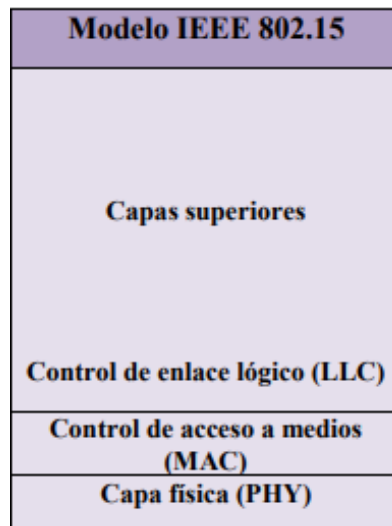 Modelo IEEE 802.15
Capas superiores
Control de enlace lógico (LLC)
Control de acceso a medios
(MAC)
Capa física (PHY)